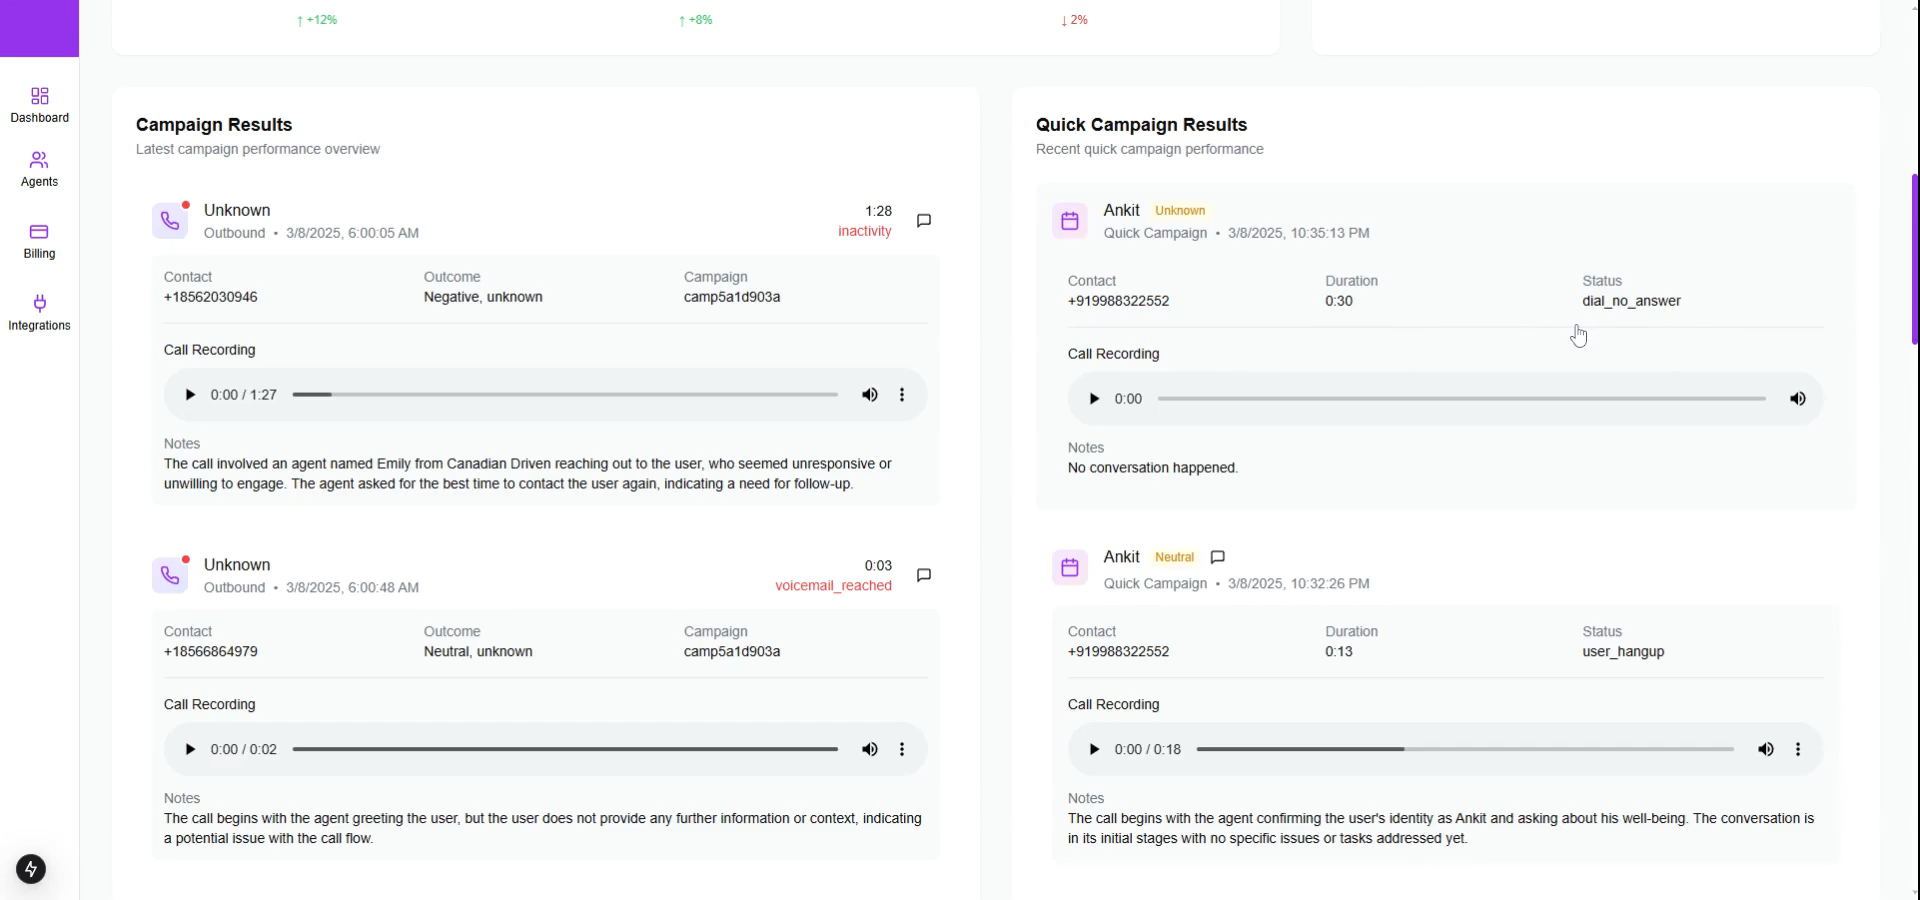 ↑ +12%
↑ +8%
↓ 2%
Dashboard
Agents
Billing
Integrations
Campaign Results
Latest campaign performance overview
Unknown
Outbound • 3/8/2025, 6:00:05 AM
1:28
inactivity
Contact
Outcome
Campaign
+18562030946
Negative, unknown
camp5a1d903a
Call Recording
0:00 / 1:27
Notes
The call involved an agent named Emily from Canadian Driven reaching out to the user, who seemed unresponsive or
unwilling to engage. The agent asked for the best time to contact the user again, indicating a need for follow-up.
Unknown
Outbound • 3/8/2025, 6:00:48 AM
0:03
voicemail_reached
Contact
Outcome
Campaign
+18566864979
Neutral, unknown
camp5a1d903a
Call Recording
0:00 / 0:02
Notes
The call begins with the agent greeting the user, but the user does not provide any further information or context, indicating
a potential issue with the call flow.
Quick Campaign Results
Recent quick campaign performance
Ankit Unknown
Quick Campaign • 3/8/2025, 10:35:13 PM
Contact
Duration
Status
+919988322552
0:30
dial_no_answer
Call Recording
0:00
Notes
No conversation happened.
Ankit Neutral
Quick Campaign • 3/8/2025, 10:32:26 PM
Contact
Duration
Status
+919988322552
0:13
user_hangup
Call Recording
0:00 / 0:18
Notes
The call begins with the agent confirming the user's identity as Ankit and asking about his well-being. The conversation is
in its initial stages with no specific issues or tasks addressed yet.